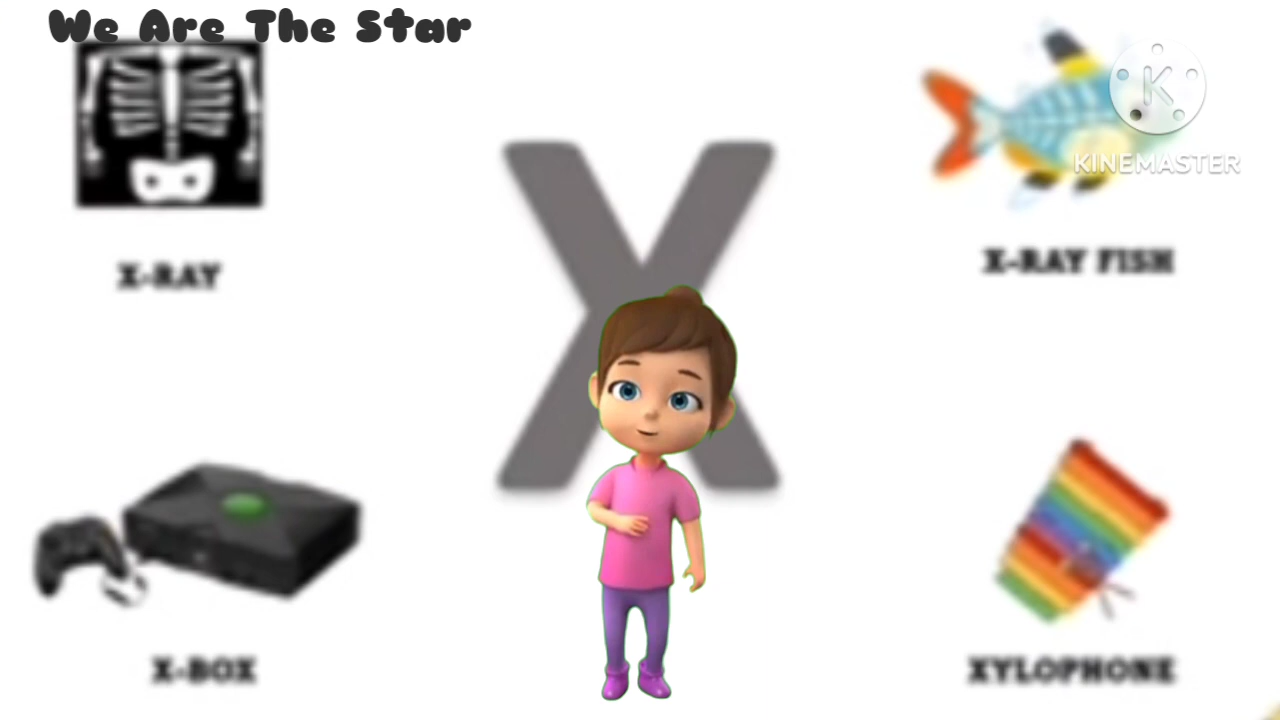 We Are The Star
K
KINEMASTER
X-RAY
X-RAY FISH
X
X-BOX
XYLOPHONE